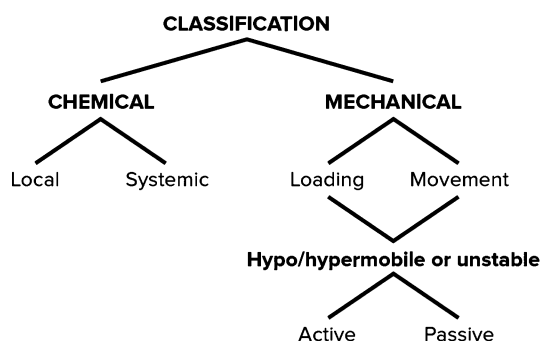 CLASSIFICATION
CHEMICAL MECHANICAL
Local Systemic Loading Movement
Hypo/hypermobile or unstable
Active Passive